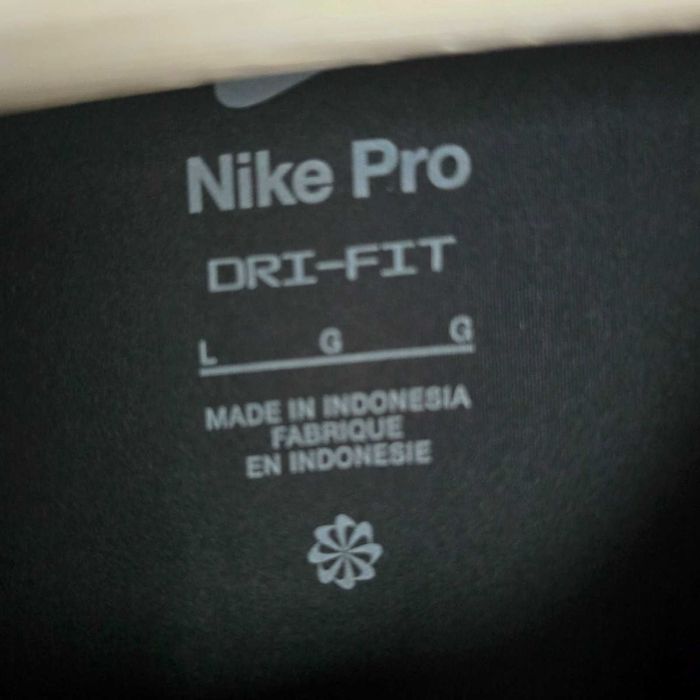 Nike Pro
DRI-FIT
L G G
MADE IN INDONESIA
FABRIQUE
EN INDONESIE